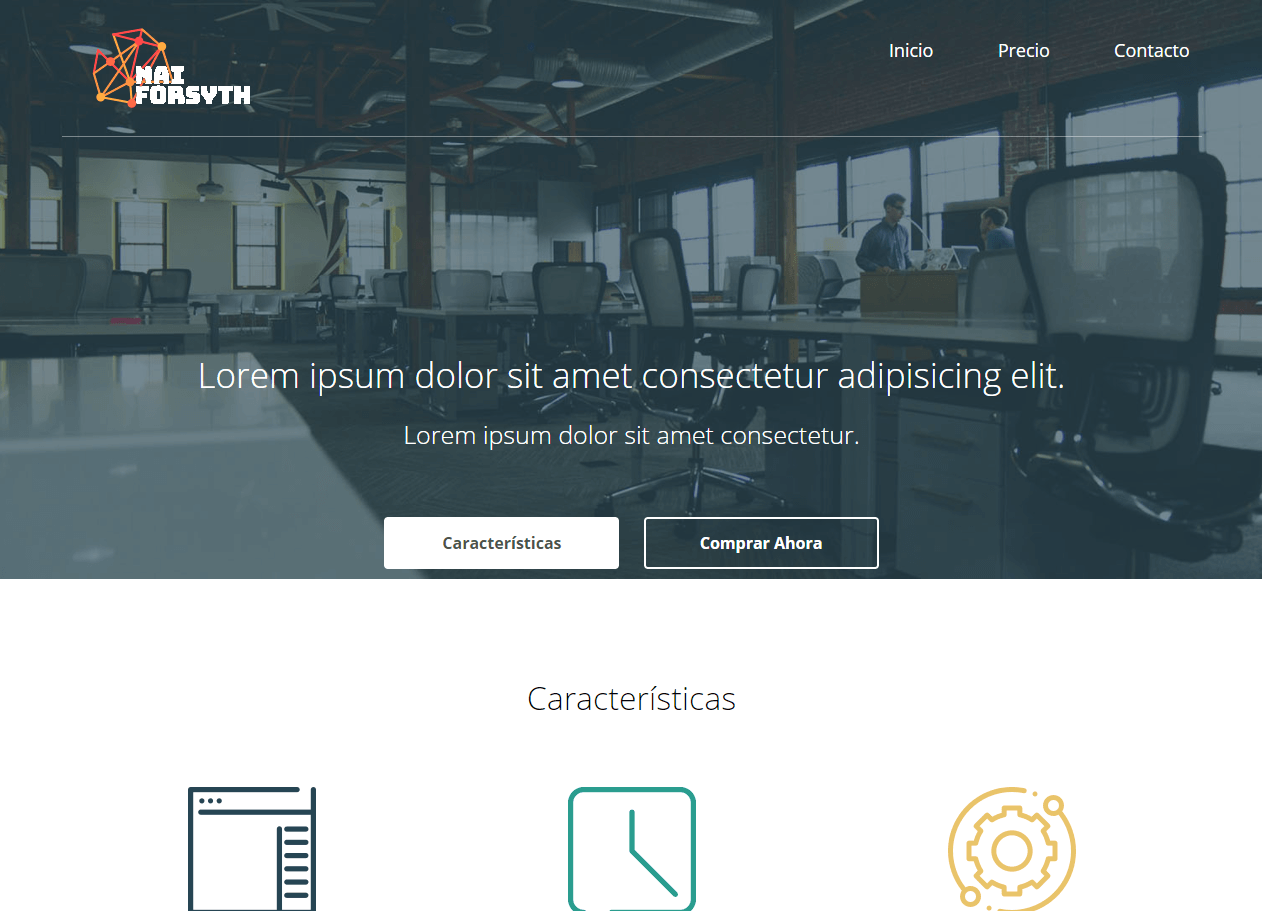 NAI
FORSYTH
Inicio
Precio
Contacto
Lorem ipsum dolor sit amet consectetur adipisicing elit.
Lorem ipsum dolor sit amet consectetur.
Características
Comprar Ahora
Características